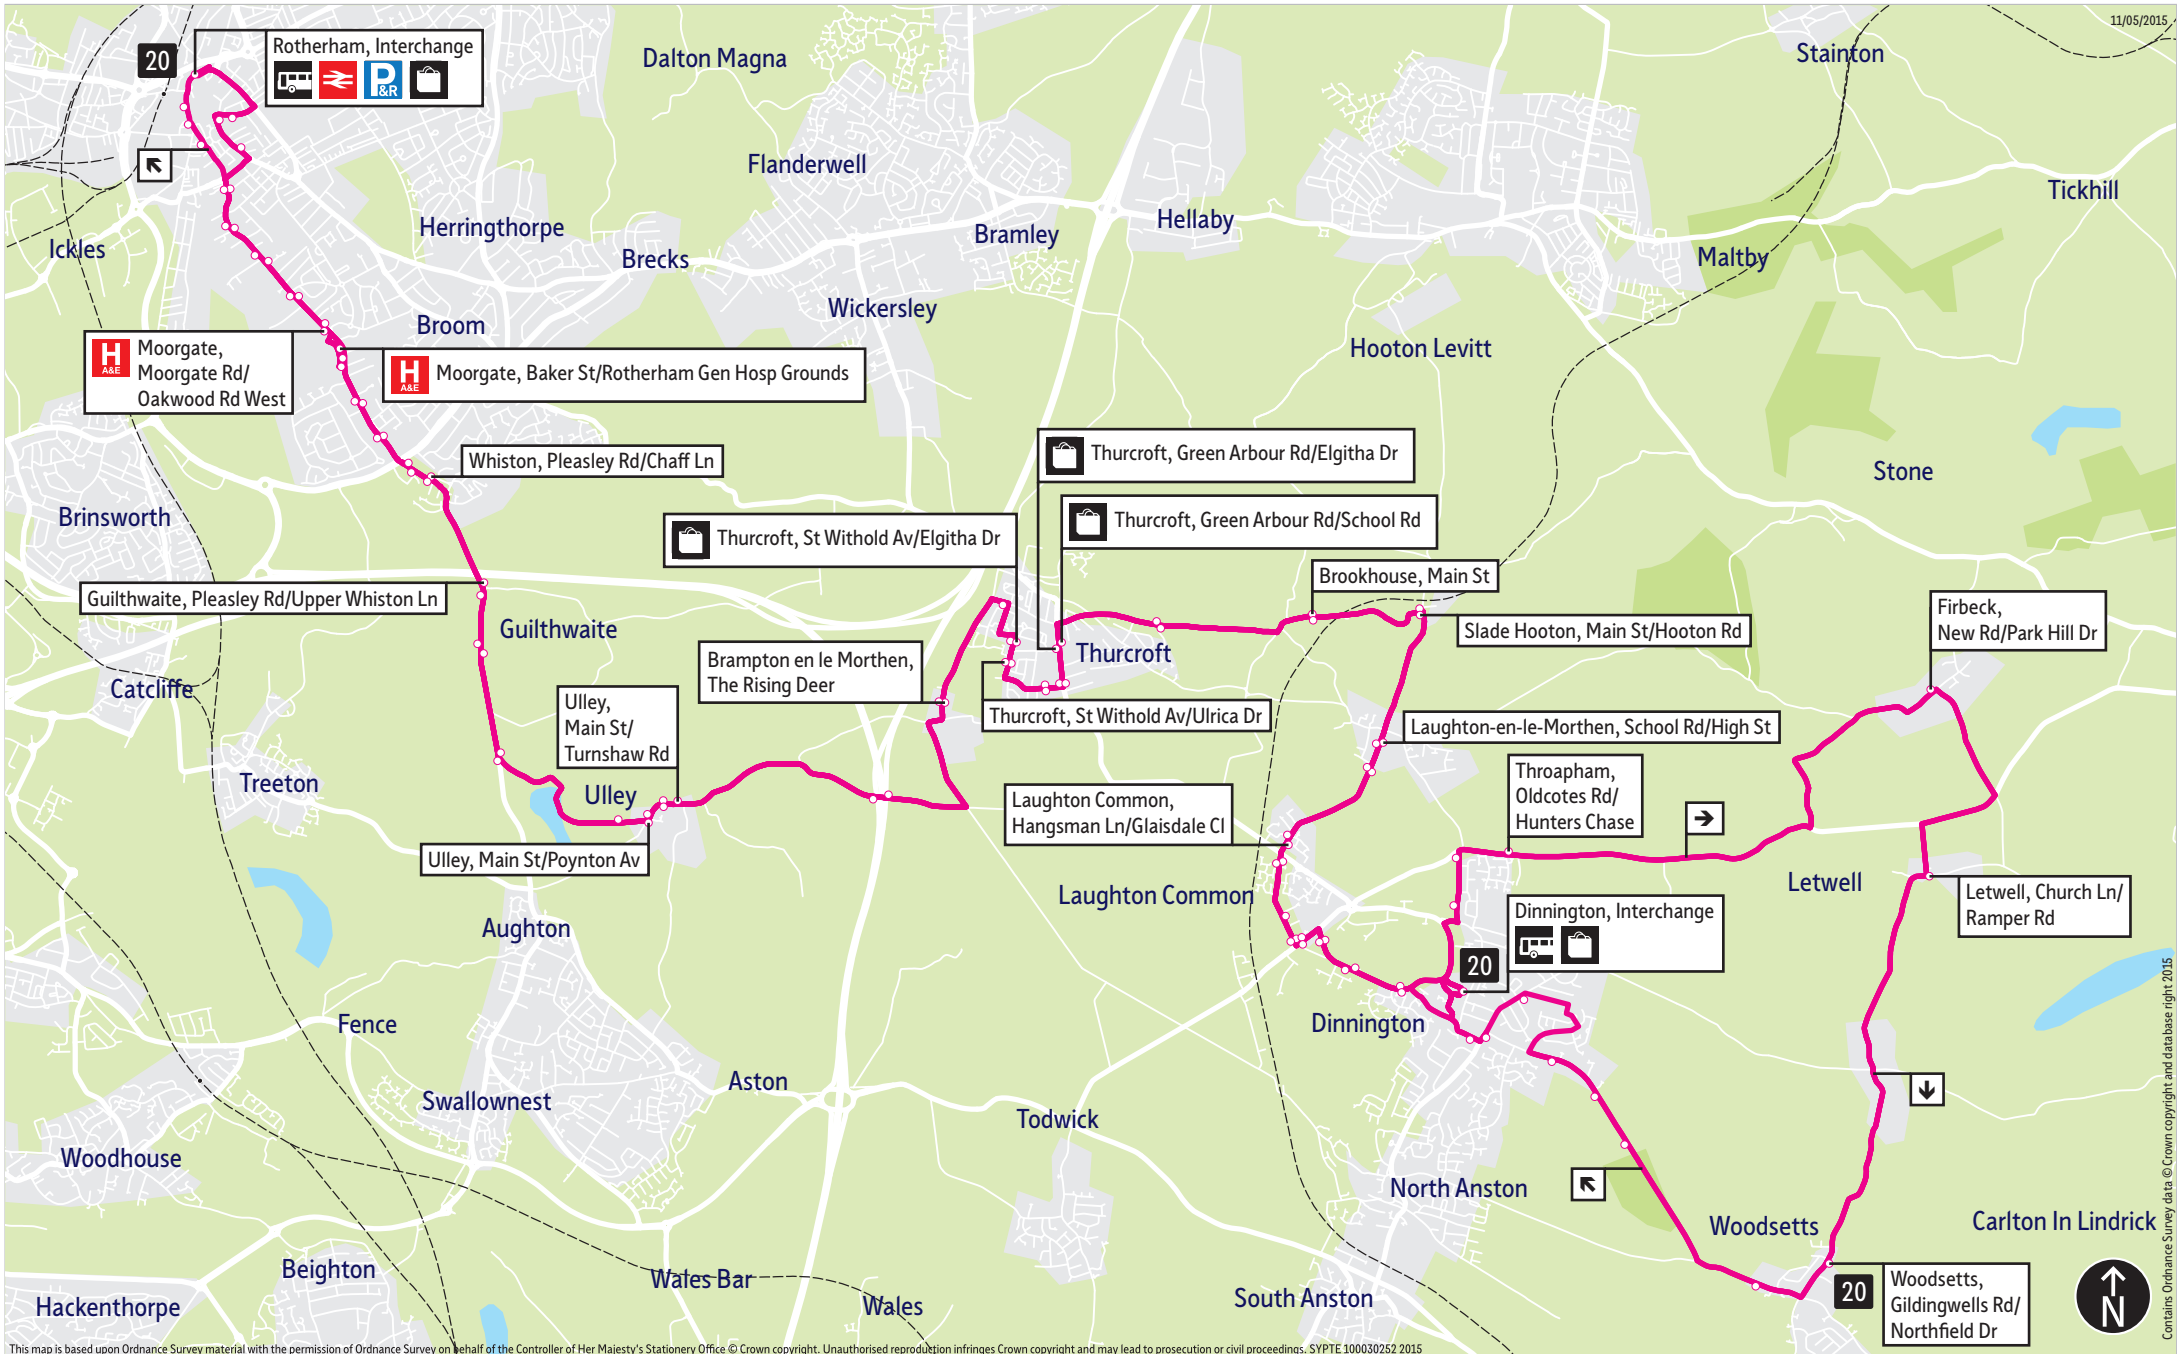 11/05/2015
20
Rotherham, Interchange
P
&R
Dalton Magna
Stainton
Flanderwell
Tickhill
Herringthorpe
Hellaby
Bramley
Ickles
Brecks
Maltby
Wickersley
Broom
Hooton Levitt
H
A&E
Moorgate,
Moorgate Rd/
Oakwood Rd West
H
A&E
Moorgate, Baker St/Rotherham Gen Hosp Grounds
Whiston, Pleasley Rd/Chaff Ln
Thurcroft, Green Arbour Rd/Elgitha Dr
Stone
Brinsworth
Thurcroft, Green Arbour Rd/School Rd
Thurcroft, St Withold Av/Elgitha Dr
Brookhouse, Main St
Guilthwaite, Pleasley Rd/Upper Whiston Ln
Firbeck,
New Rd/Park Hill Dr
Guilthwaite
Slade Hooton, Main St/Hooton Rd
Thurcroft
Brampton en le Morthen,
The Rising Deer
Catcliffe
Ulley,
Main St/
Turnshaw Rd
Thurcroft, St Withold Av/Ulrica Dr
Laughton-en-le-Morthen, School Rd/High St
Treeton
Ulley
Throapham,
Oldcotes Rd/
Hunters Chase
Laughton Common,
Hangsman Ln/Glaisdale Cl
Ulley, Main St/Poynton Av
Laughton Common
Letwell
Letwell, Church Ln/
Ramper Rd
Dinnington, Interchange
20
Aughton
Fence
Dinnington
Aston
Swallownest
Todwick
Woodhouse
North Anston
Woodsetts
Carlton In Lindrick
Beighton
Wales Bar
Hackenthorpe
Wales
South Anston
20
Woodsetts,
Gildingwells Rd/
Northfield Dr
N
Contains Ordnance Survey data © Crown copyright and database right 2015
This map is based upon Ordnance Survey material with the permission of Ordnance Survey on behalf of the Controller of Her Majesty's Stationery Office © Crown copyright. Unauthorised reproduction infringes Crown copyright and may lead to prosecution or civil proceedings. SYPTE 100030252 2015